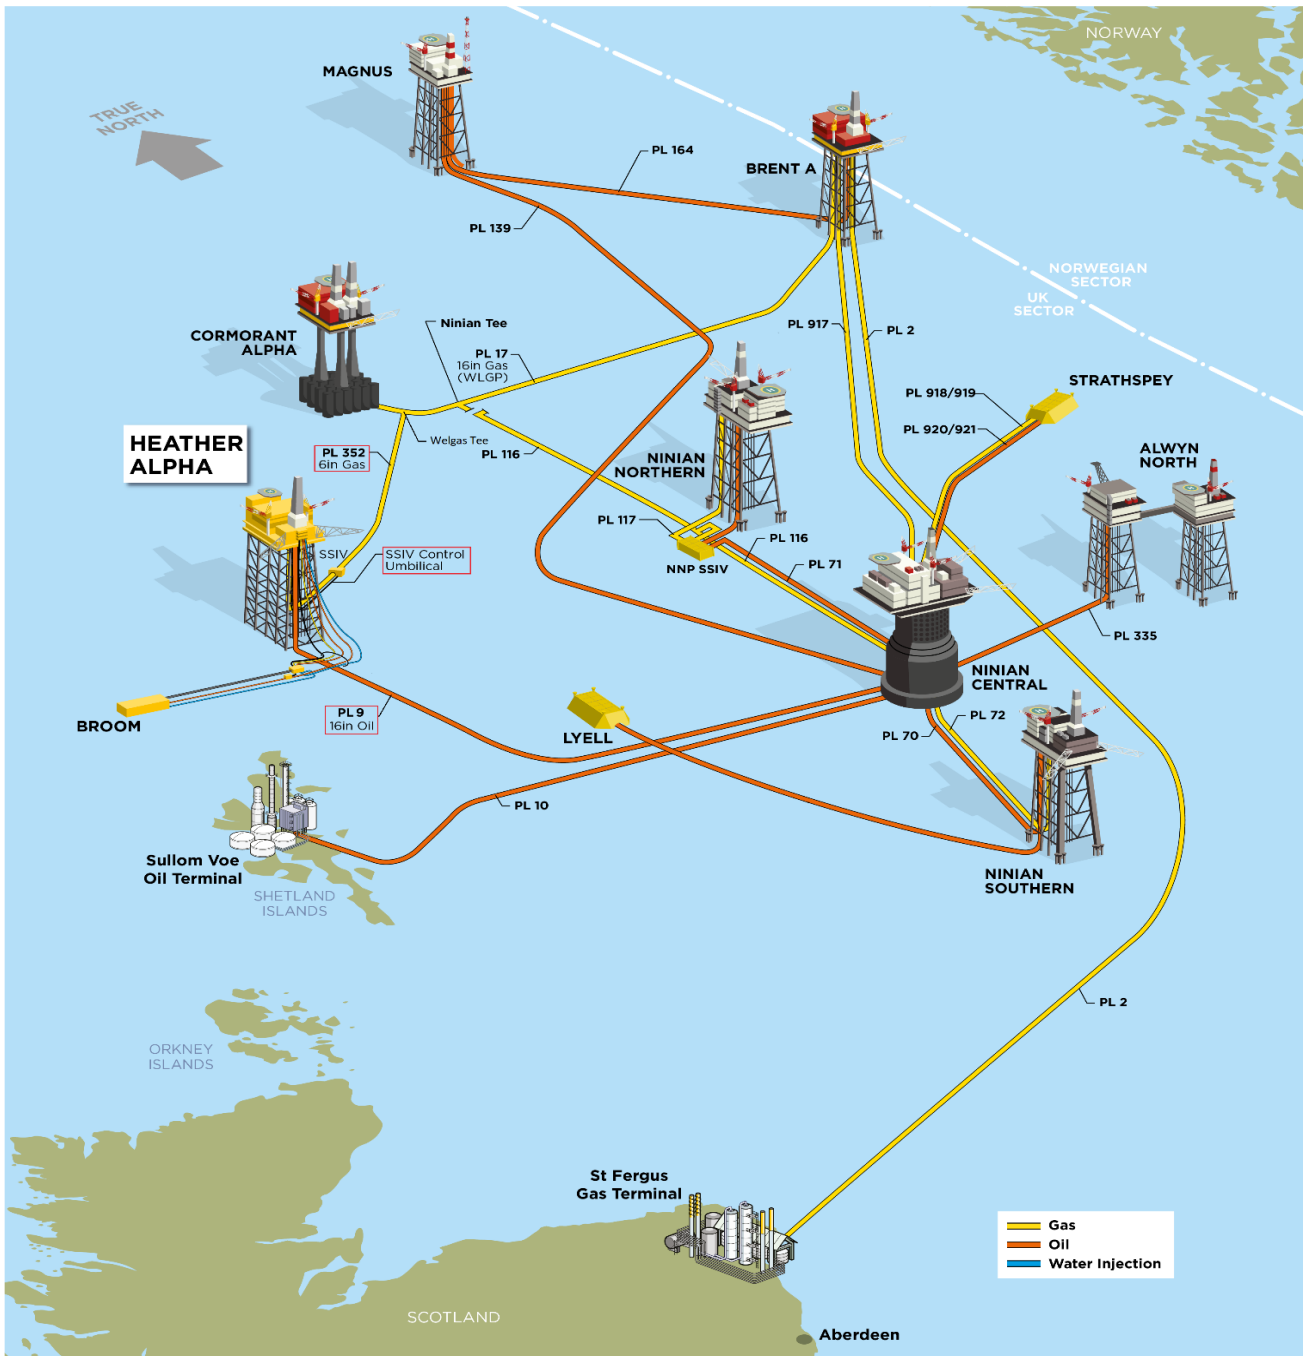 NORWAY
MAGNUS
TRUE
NORTH
PL 164
BRENT A
PL 139
NORWEGIAN
SECTOR
UK
SECTOR
CORMORANT
ALPHA
Ninian Tee
PL 17
16in Gas
(WLGP)
PL 917
PL 2
STRATHSPEY
PL 918/919
PL 920/921
HEATHER
ALPHA
PL 352
6in Gas
Welgas Tee
PL 116
NINIAN
NORTHERN
ALWYN
NORTH
PL 117
NNP SSIV
PL 116
PL 71
SSIV
SSIV Control
Umbilical
PL 335
NINIAN
CENTRAL
BROOM
PL 9
16in Oil
LYELL
PL 72
PL 70
PL 10
Sullom Voe
Oil Terminal
SHETLAND
ISLANDS
NINIAN
SOUTHERN
PL 2
ORKNEY
ISLANDS
St Fergus
Gas Terminal
Gas
Oil
Water Injection
SCOTLAND
Aberdeen